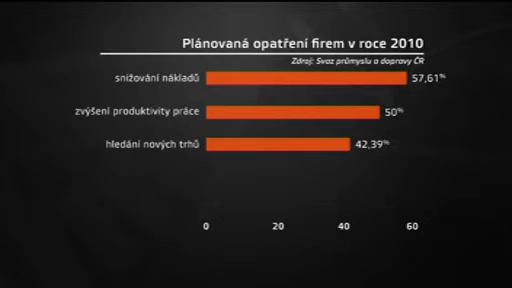 Plánovaná opatření firem v roce 2010
Zdroj: Svaz průmyslu a dopravy ČR
snižování nákladů 57,61%
zvýšení produktivity práce 50%
hledání nových trhů 42,39%
0 20 40 60